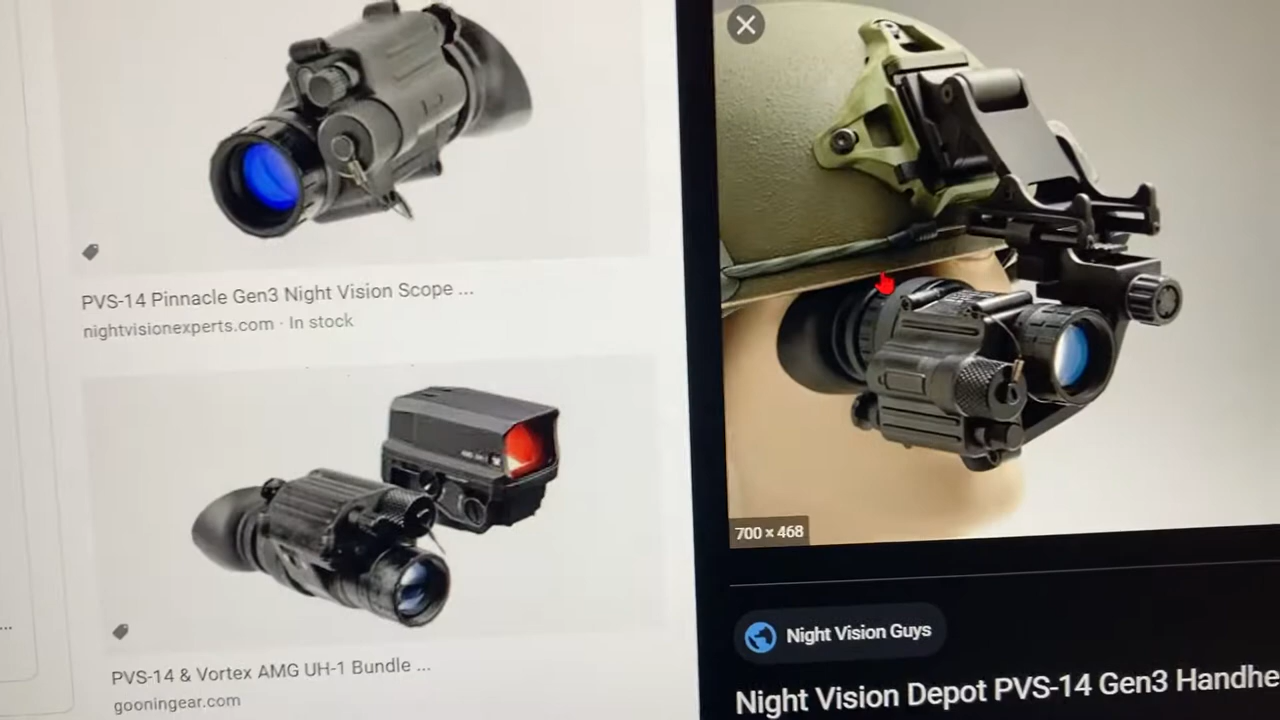 PVS-14 Pinnacle Gen3 Night Vision Scope ...
nightvisionexperts.com · In stock
PVS-14 & Vortex AMG UH-1 Bundle ...
gooningear.com
...
700 x 468
Night Vision Guys
Night Vision Depot PVS-14 Gen3 Handhe